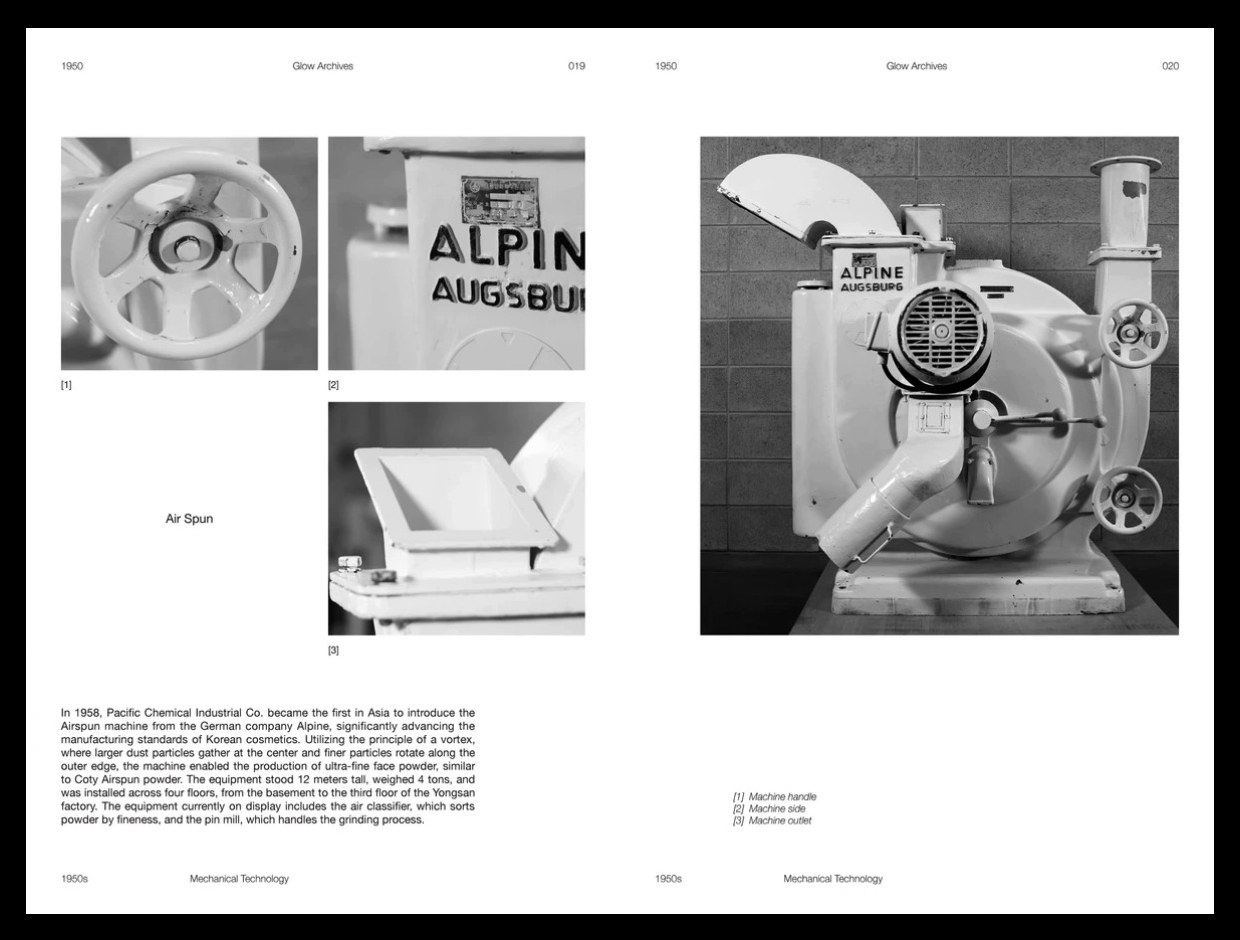 1950 Glow Archives 019
ALPIN
AUGSBU
[1] [2]
Air Spun
[3]
In 1958, Pacific Chemical Industrial Co. became the first in Asia to introduce the
Airspun machine from the German company Alpine, significantly advancing the
manufacturing standards of Korean cosmetics. Utilizing the principle of a vortex,
where larger dust particles gather at the center and finer particles rotate along the
outer edge, the machine enabled the production of ultra-fine face powder, similar
to Coty Airspun powder. The equipment stood 12 meters tall, weighed 4 tons, and
was installed across four floors, from the basement to the third floor of the Yongsan
factory. The equipment currently on display includes the air classifier, which sorts
powder by fineness, and the pin mill, which handles the grinding process.
1950s Mechanical Technology
1950 Glow Archives 020
ALPINE
AUGSBURG
[1] Machine handle
[2] Machine side
[3] Machine outlet
1950s Mechanical Technology